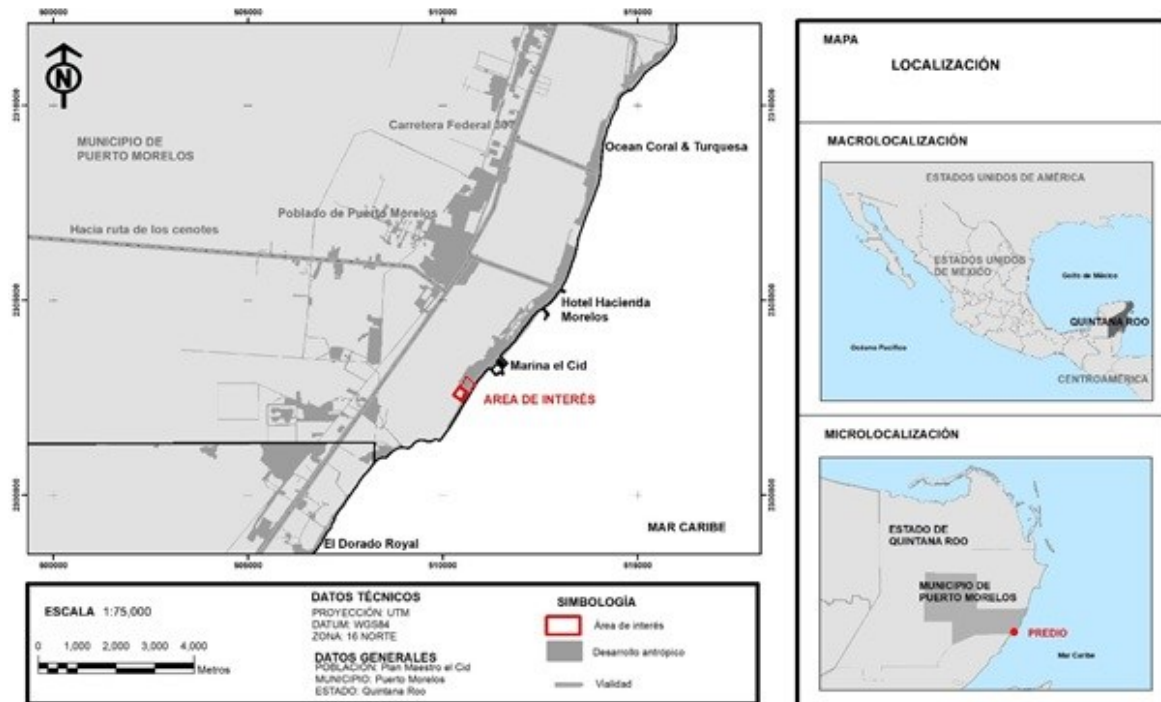 500000 505000 510000 515000
N
MUNICIPIO DE
PUERTO MORELOS
Carretera Federal 307
Ocean Coral & Turquesa
Poblado de Puerto Morelos
Hacia ruta de los cenotes
Hotel Hacienda
Morelos
Marina el Cid
AREA DE INTERÉS
MAR CARIBE
El Dorado Royal
500000 505000 510000 515000
ESCALA 1:75,000
0 1,000 2,000 3,000 4,000
Metros
DATOS TÉCNICOS
PROYECCIÓN: UTM
DATUM: WGS84
ZONA: 16 NORTE
DATOS GENERALES
POBLACIÓN: Plan Maestro el Cid
MUNICIPIO: Puerto Morelos
ESTADO: Quintana Roo
SIMBOLOGÍA
Área de interés
Desarrollo antrópico
Vialidad
MAPA
LOCALIZACIÓN
MACROLOCALIZACIÓN
ESTADOS UNIDOS DE AMÉRICA
ESTADOS UNIDOS
DE MÉXICO
Golfo de México
QUINTANA ROO
Océano Pacífico
CENTROAMÉRICA
MICROLOCALIZACIÓN
ESTADO DE
QUINTANA ROO
MUNICIPIO DE
PUERTO MORELOS
PREDIO
Mar Caribe